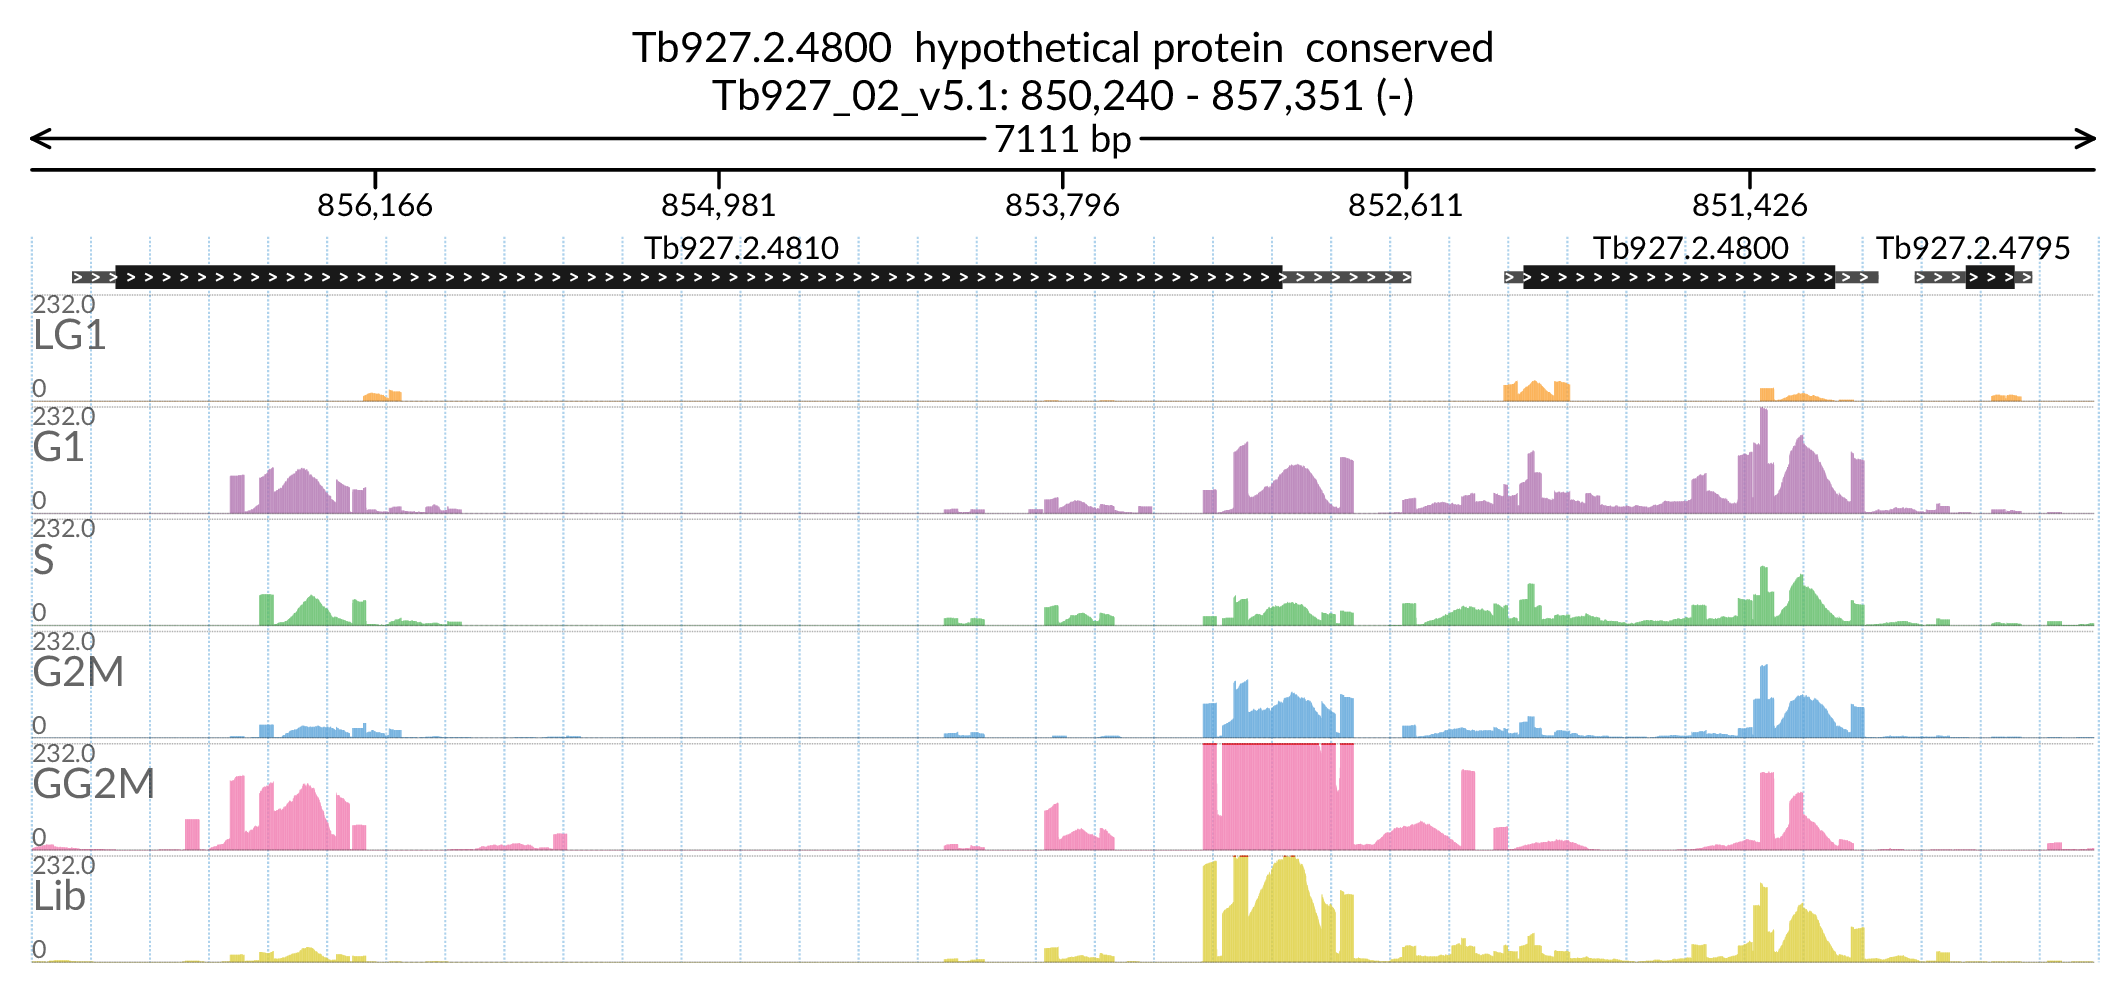 Tb927.2.4800  hypothetical protein  conserved
Tb927_02_v5.1: 850,240 - 857,351 (-)
7111 bp
856,166 854,981 853,796 852,611 851,426
Tb927.2.4810 Tb927.2.4800 Tb927.2.4795
232.0
LG1
0
232.0
G1
0
232.0
S
0
232.0
G2M
0
232.0
GG2M
0
232.0
Lib
0